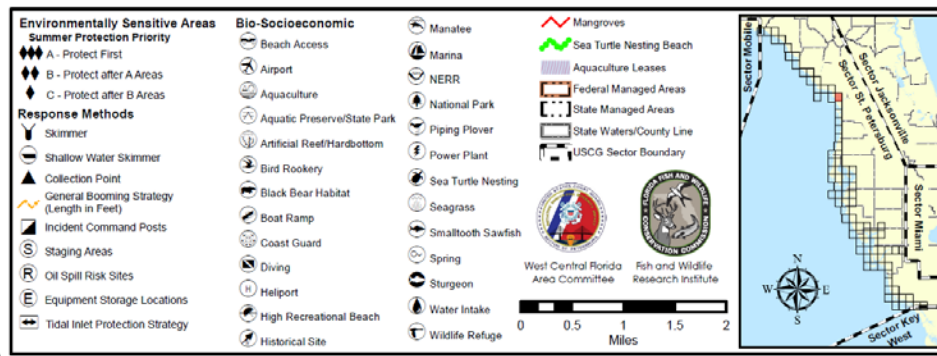 Environmentally Sensitive Areas
Summer Protection Priority
A - Protect First
B - Protect after A Areas
C - Protect after B Areas
Response Methods
Skimmer
Shallow Water Skimmer
Collection Point
General Booming Strategy
(Length in Feet)
Incident Command Posts
S Staging Areas
R Oil Spill Risk Sites
E Equipment Storage Locations
Tidal Inlet Protection Strategy
Bio-Socioeconomic
Beach Access
Airport
Aquaculture
Aquatic Preserve/State Park
Artificial Reef/Hardbottom
Bird Rookery
Black Bear Habitat
Boat Ramp
Coast Guard
Diving
H Heliport
High Recreational Beach
Historical Site
Manatee
Marina
NERR
National Park
Piping Plover
Power Plant
Sea Turtle Nesting
Seagrass
Smalltooth Sawfish
Spring
Sturgeon
Water Intake
Wildlife Refuge
Mangroves
Sea Turtle Nesting Beach
Aquaculture Leases
Federal Managed Areas
State Managed Areas
State Waters/County Line
USCG Sector Boundary
FLORIDA FISH AND WILDLIFE
CONSERVATION COMMISSION
West Central Florida
Area Committee
Fish and Wildlife
Research Institute
0 0.5 1 1.5 2
Miles
Sector Mobile
Sector Jacksonville
Sector St. Petersburg
Sector Miami
Sector Key
West
N
W E
S